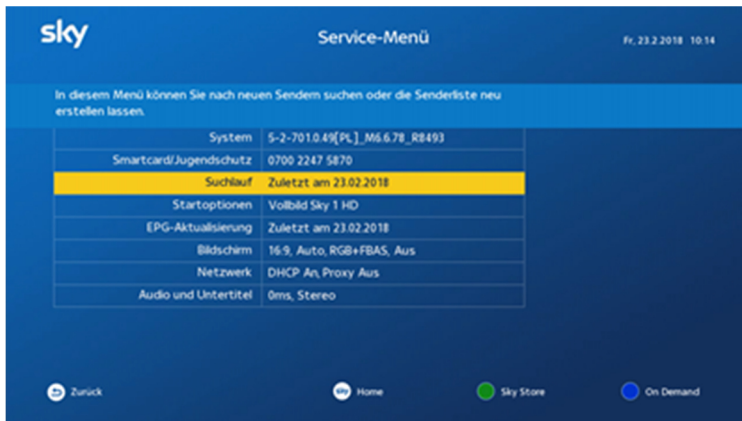 sky
Service-Menü
Fr, 23.2.2018 10:14
In diesem Menü können Sie nach neuen Sendern suchen oder die Senderliste neu
erstellen lassen.
System 5-2-701.0.49[PL]_M6.6.78_R8493
Smartcard/Jugendschutz 0700 2247 5870
Suchlauf Zuletzt am 23.02.2018
Startoptionen Vollbild Sky 1 HD
EPG-Aktualisierung Zuletzt am 23.02.2018
Bildschirm 16:9, Auto, RGB+FBAS, Aus
Netzwerk DHCP An, Proxy Aus
Audio und Untertitel 0ms, Stereo
Zurück
sky Home
Sky Store
On Demand